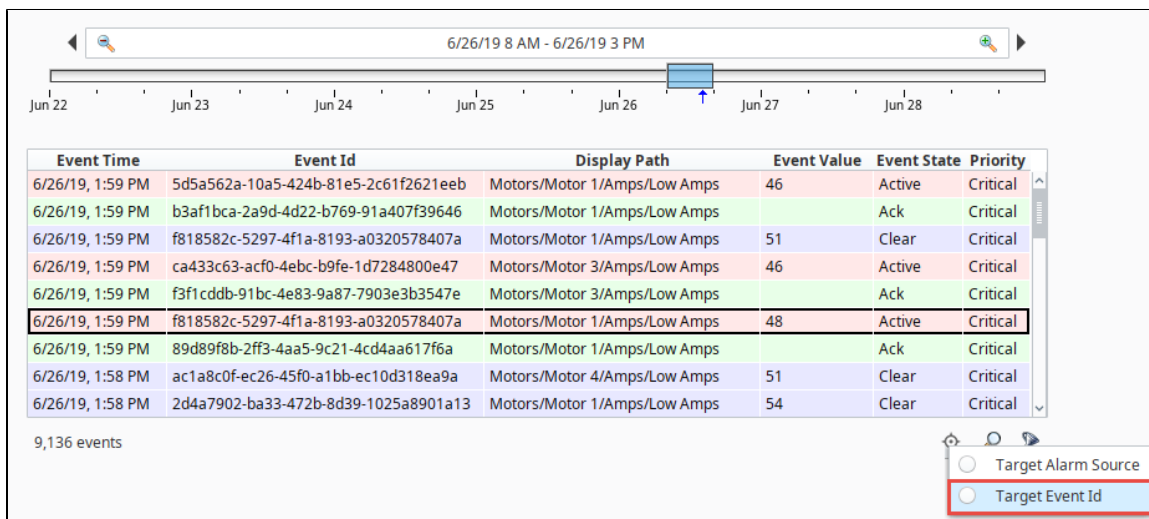 6/26/19 8 AM - 6/26/19 3 PM
Jun 22 Jun 23 Jun 24 Jun 25 Jun 26 Jun 27 Jun 28
Event Time Event Id Display Path Event Value Event State Priority
6/26/19, 1:59 PM 5d5a562a-10a5-424b-81e5-2c61f2621eeb Motors/Motor 1/Amps/Low Amps 46 Active Critical
6/26/19, 1:59 PM b3af1bca-2a9d-4d22-b769-91a407f39646 Motors/Motor 1/Amps/Low Amps Ack Critical
6/26/19, 1:59 PM f818582c-5297-4f1a-8193-a0320578407a Motors/Motor 1/Amps/Low Amps 51 Clear Critical
6/26/19, 1:59 PM ca433c63-acf0-4ebc-b9fe-1d7284800e47 Motors/Motor 3/Amps/Low Amps 46 Active Critical
6/26/19, 1:59 PM f3f1cddb-91bc-4e83-9a87-7903e3b3547e Motors/Motor 3/Amps/Low Amps Ack Critical
6/26/19, 1:59 PM f818582c-5297-4f1a-8193-a0320578407a Motors/Motor 1/Amps/Low Amps 48 Active Critical
6/26/19, 1:59 PM 89d89f8b-2ff3-4aa5-9c21-4cd4aa617f6a Motors/Motor 1/Amps/Low Amps Ack Critical
6/26/19, 1:58 PM ac1a8c0f-ec26-45f0-a1bb-ec10d318ea9a Motors/Motor 4/Amps/Low Amps 51 Clear Critical
6/26/19, 1:58 PM 2d4a7902-ba33-472b-8d39-1025a8901a13 Motors/Motor 1/Amps/Low Amps 54 Clear Critical
9,136 events
Target Alarm Source
Target Event Id